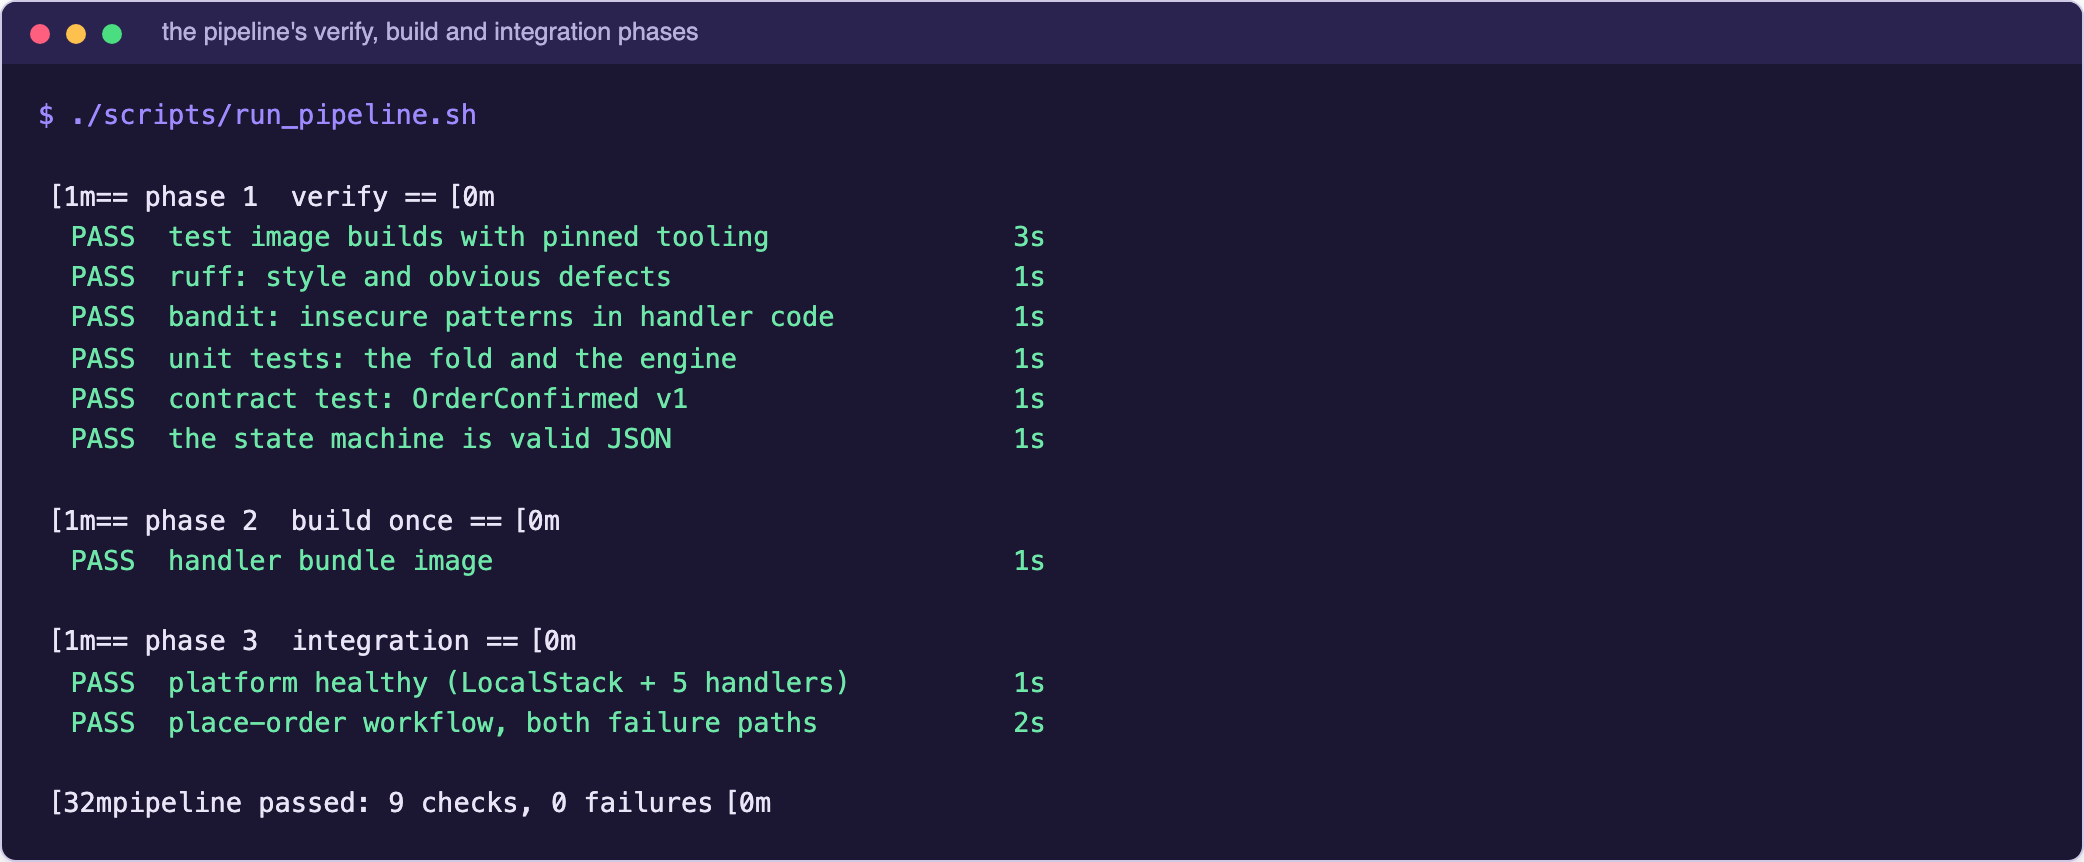 the pipeline's verify, build and integration phases
$ ./scripts/run_pipeline.sh
[1m== phase 1  verify == [0m
PASS  test image builds with pinned tooling  3s
PASS  ruff: style and obvious defects  1s
PASS  bandit: insecure patterns in handler code  1s
PASS  unit tests: the fold and the engine  1s
PASS  contract test: OrderConfirmed v1  1s
PASS  the state machine is valid JSON  1s
[1m== phase 2  build once == [0m
PASS  handler bundle image  1s
[1m== phase 3  integration == [0m
PASS  platform healthy (LocalStack + 5 handlers)  1s
PASS  place-order workflow, both failure paths  2s
[32mpipeline passed: 9 checks, 0 failures [0m